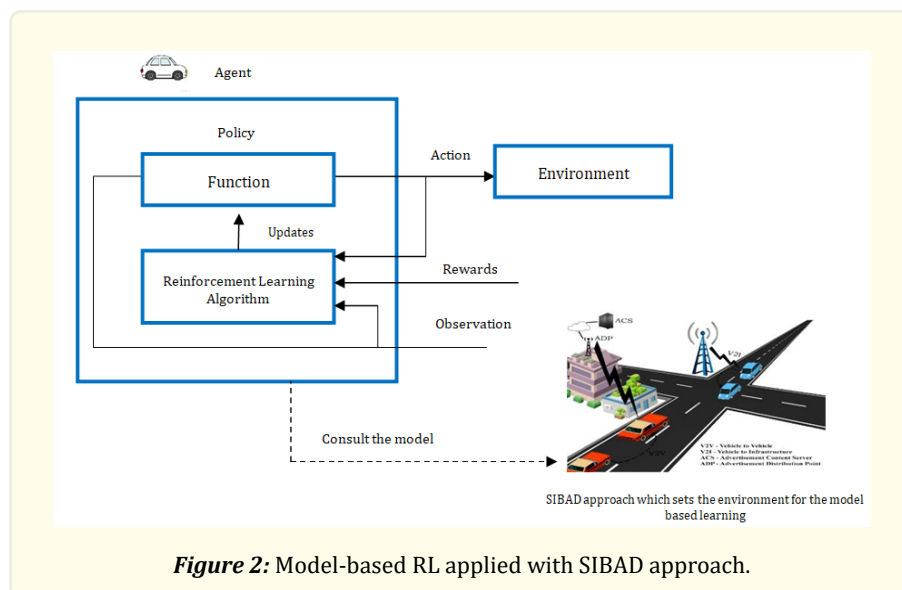 Agent
Policy
Function
Action
Environment
Updates
Reinforcement Learning
Algorithm
Rewards
Observation
ACS
ADP
V2I
V2V
V2V - Vehicle to Vehicle
V2I - Vehicle to Infrastructure
ACS - Advertisement Content Server
ADP - Advertisement Distribution Point
Consult the model
SIBAD approach which sets the environment for the model
based learning
Figure 2: Model-based RL applied with SIBAD approach.